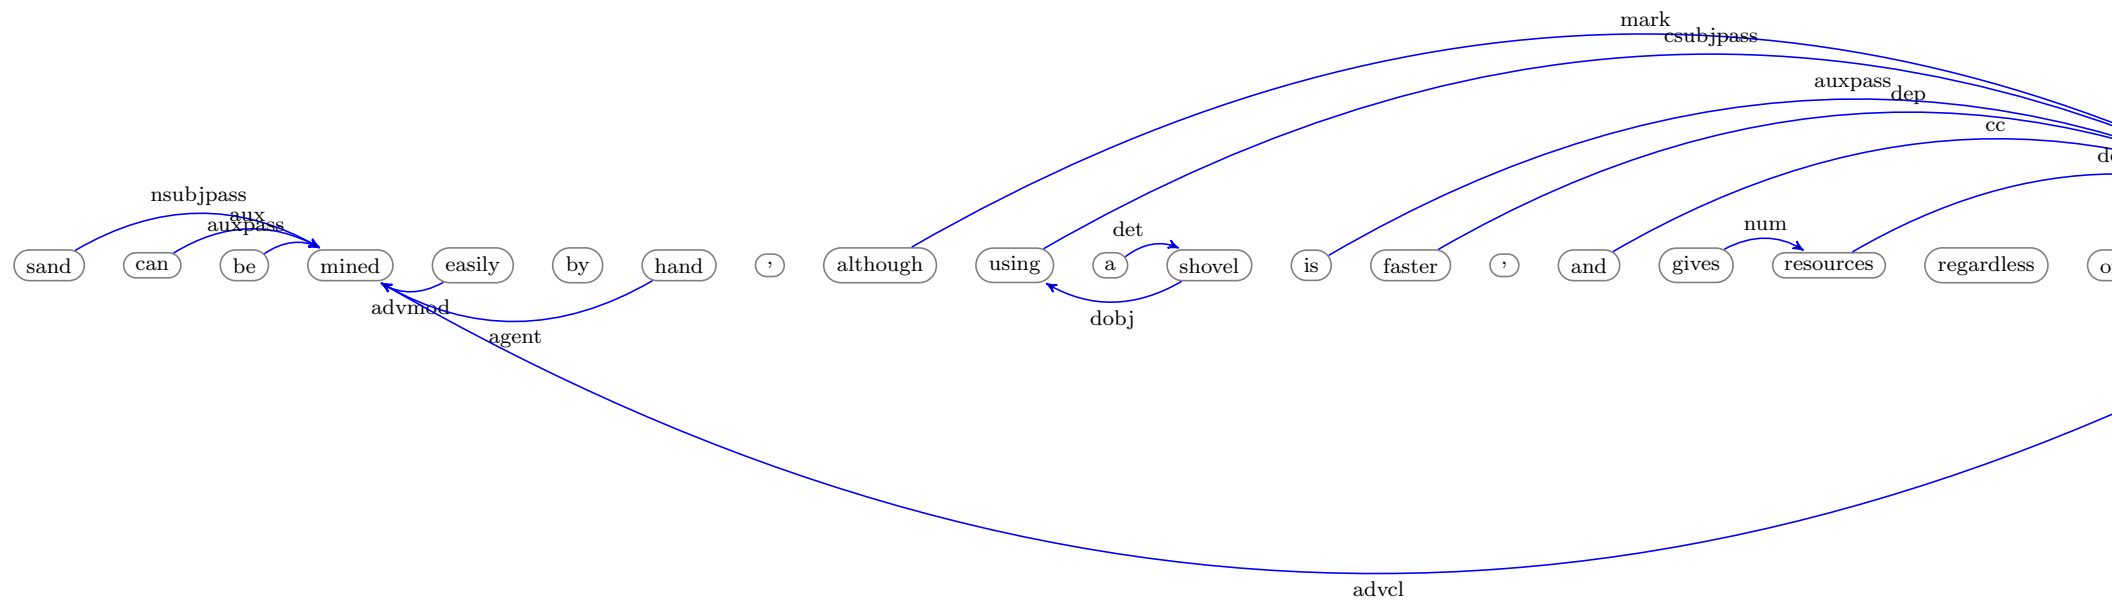 mark
csubjpass
auxpass
dep
cc
nsubjpass
aux
auxpass
det
num
sand can be mined easily by hand , although using a shovel is faster , and gives resources regardless
advmod
dobj
agent
advcl